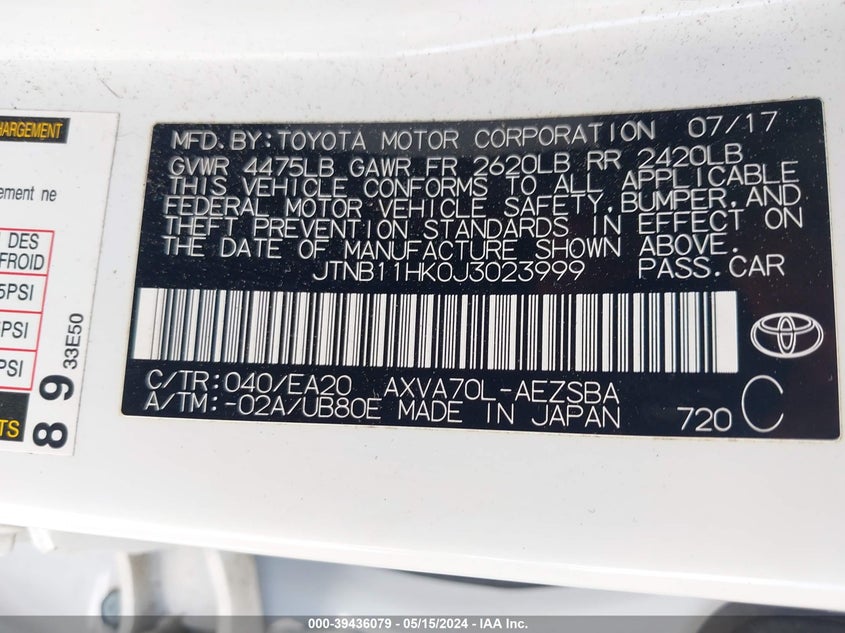 HARGEMENT
ement ne
DES
FROID
5PSI
PSI
PSI
TS
8 9
33E50
MFD.BY:TOYOTA MOTOR CORPORATION 07/17
GVWR 4475LB GAWR FR 2620LB RR 2420LB
THIS VEHICLE CONFORMS TO ALL APPLICABLE
FEDERAL MOTOR VEHICLE SAFETY,BUMPER,AND
THEFT PREVENTION STANDARDS IN EFFECT ON
THE DATE OF MANUFACTURE SHOWN ABOVE.
JTNB11HK0J3023999 PASS.CAR
C/TR:040/EA20 AXVA70L-AEZSBA
A/TM:-02A/UB80E MADE IN JAPAN 720 C
000-39436079 - 05/15/2024 - IAA Inc.